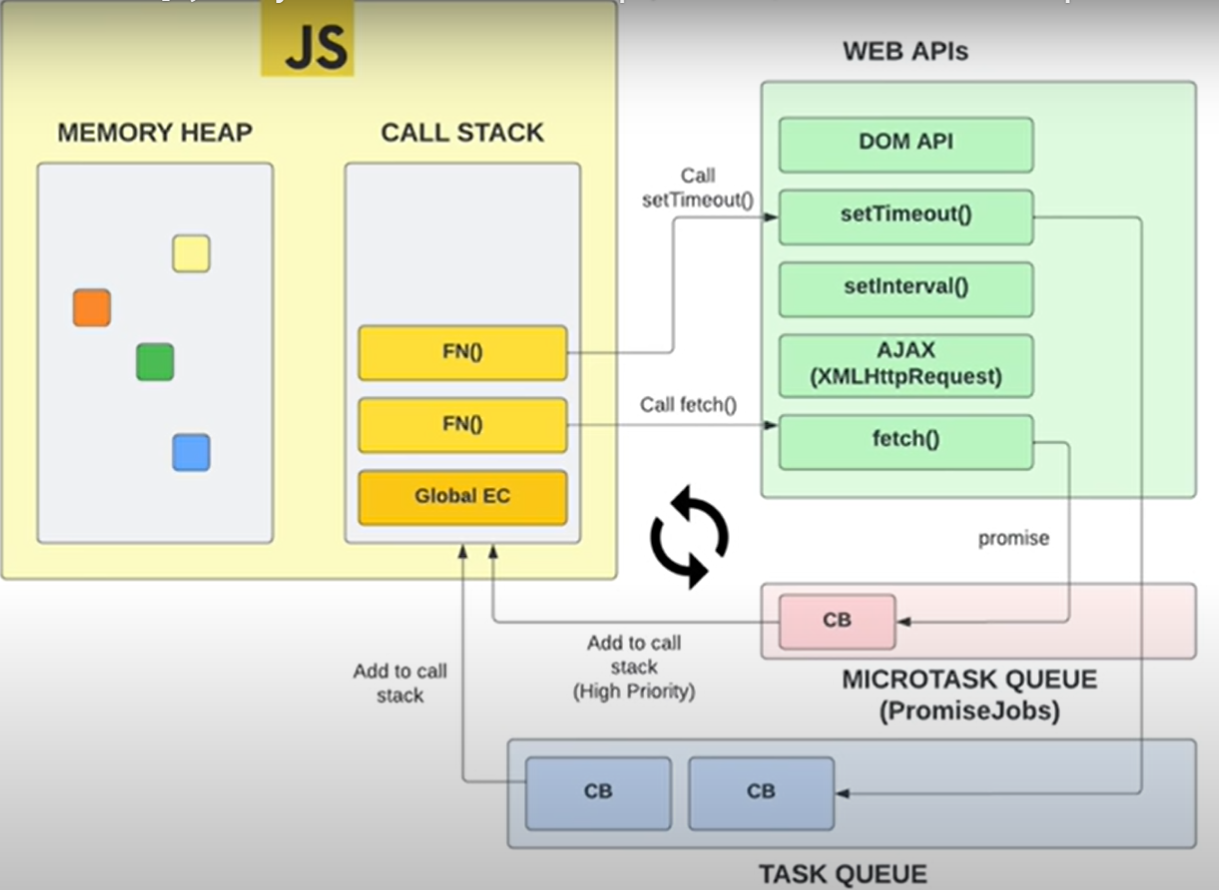 JS
MEMORY HEAP
CALL STACK
FN()
FN()
Global EC
Call
setTimeout()
Call fetch()
WEB APIs
DOM API
setTimeout()
setInterval()
AJAX
(XMLHttpRequest)
fetch()
promise
CB
MICROTASK QUEUE
(PromiseJobs)
Add to call
stack
(High Priority)
Add to call
stack
CB
CB
TASK QUEUE